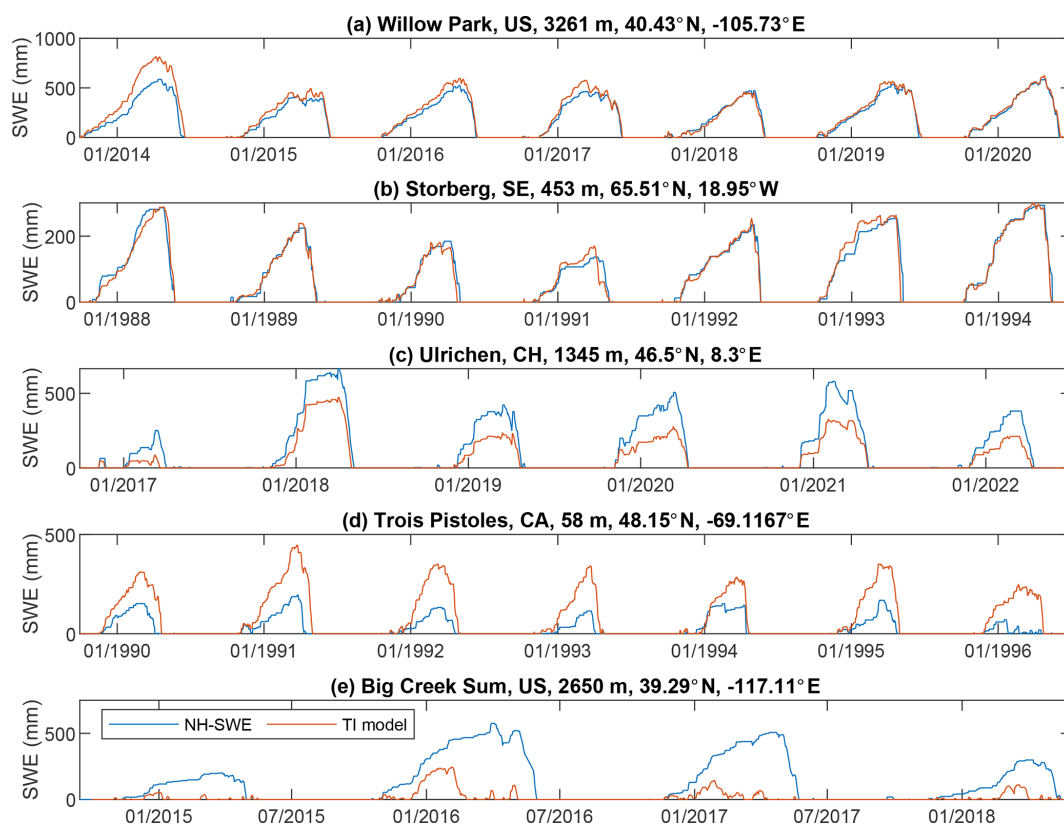 (a) Willow Park, US, 3261 m, 40.43°N, -105.73°E
1000
500
0
SWE (mm)
01/2014 01/2015 01/2016 01/2017 01/2018 01/2019 01/2020
(b) Storberg, SE, 453 m, 65.51°N, 18.95°W
200
0
SWE (mm)
01/1988 01/1989 01/1990 01/1991 01/1992 01/1993 01/1994
(c) Ulrichen, CH, 1345 m, 46.5°N, 8.3°E
500
0
SWE (mm)
01/2017 01/2018 01/2019 01/2020 01/2021 01/2022
(d) Trois Pistoles, CA, 58 m, 48.15°N, -69.1167°E
500
0
SWE (mm)
01/1990 01/1991 01/1992 01/1993 01/1994 01/1995 01/1996
(e) Big Creek Sum, US, 2650 m, 39.29°N, -117.11°E
NH-SWE TI model
500
0
SWE (mm)
01/2015 07/2015 01/2016 07/2016 01/2017 07/2017 01/2018